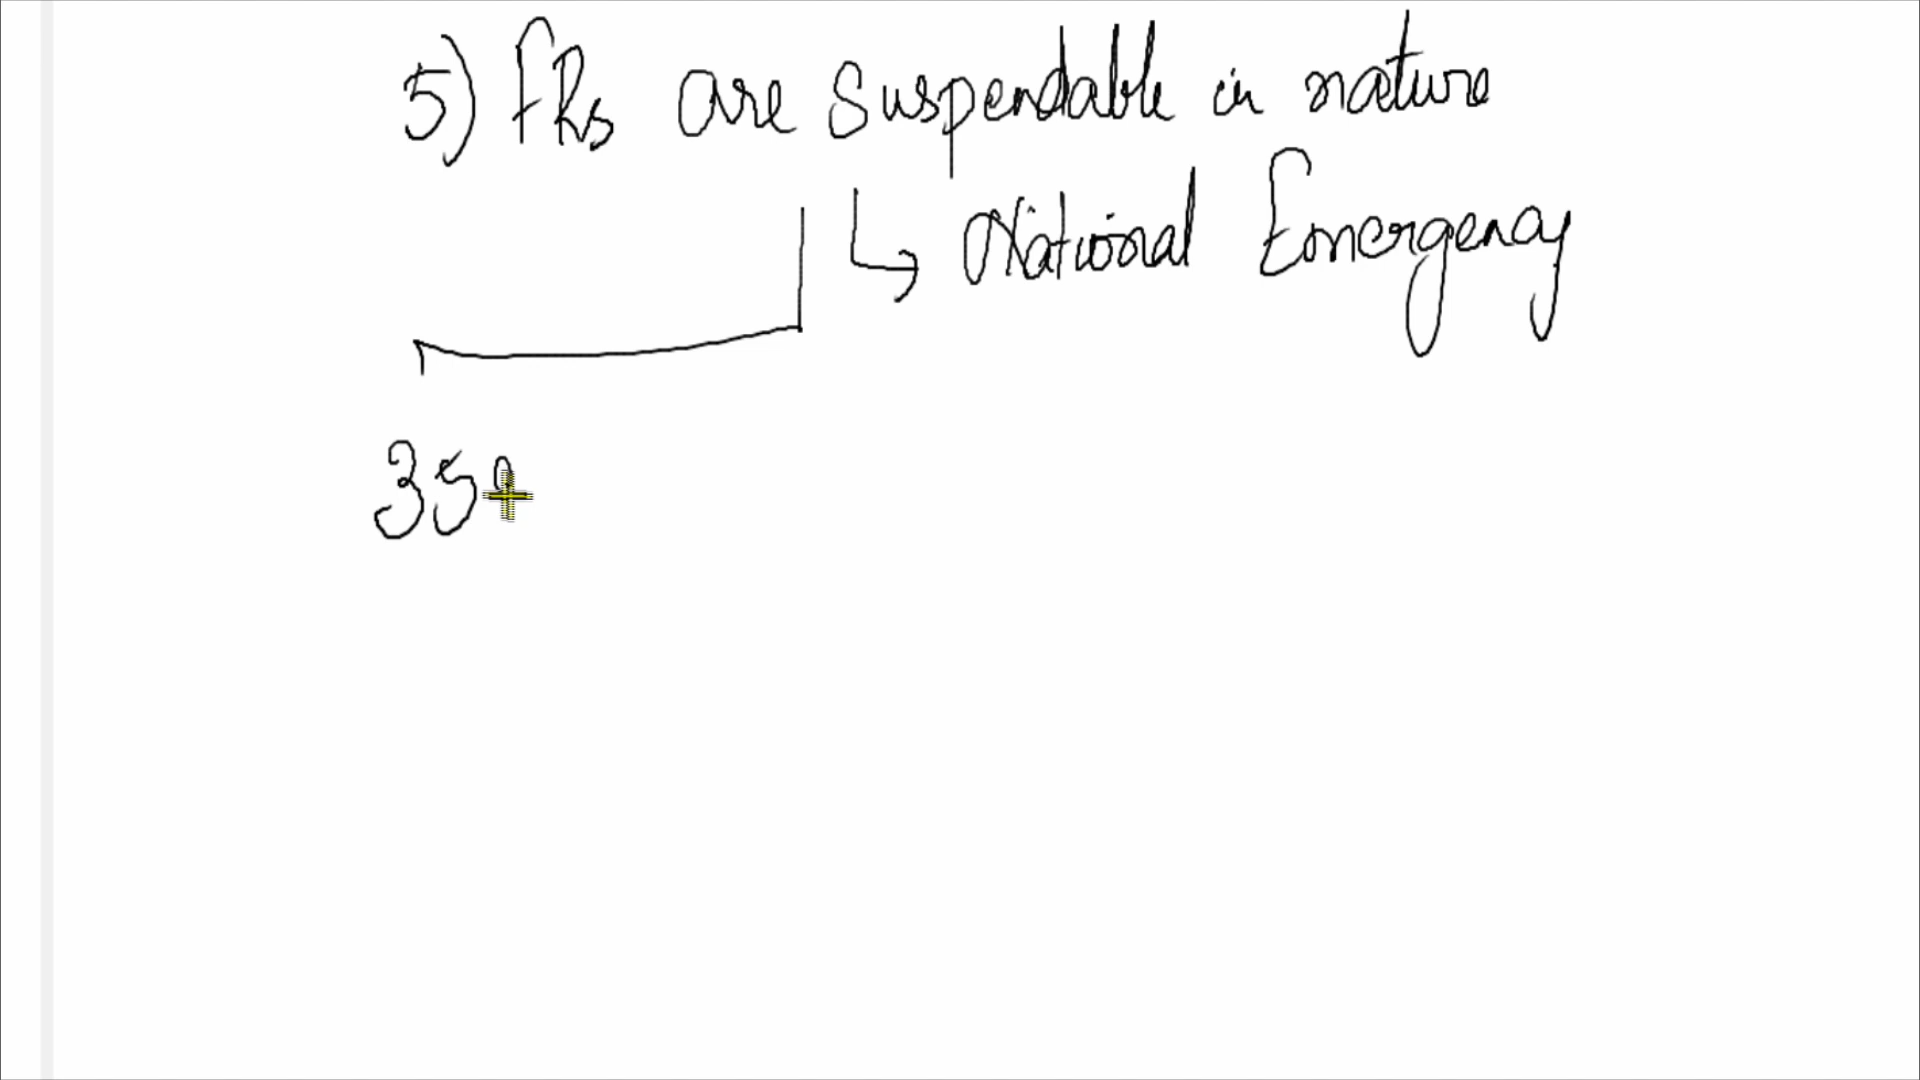 5) FRs are suspendable in nature
↳ National Emergency
35